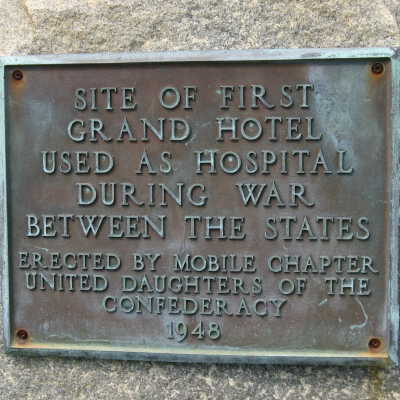 SITE OF FIRST
GRAND HOTEL
USED AS HOSPITAL
DURING WAR
BETWEEN THE STATES
ERECTED BY MOBILE CHAPTER
UNITED DAUGHTERS OF THE
CONFEDERACY
1948